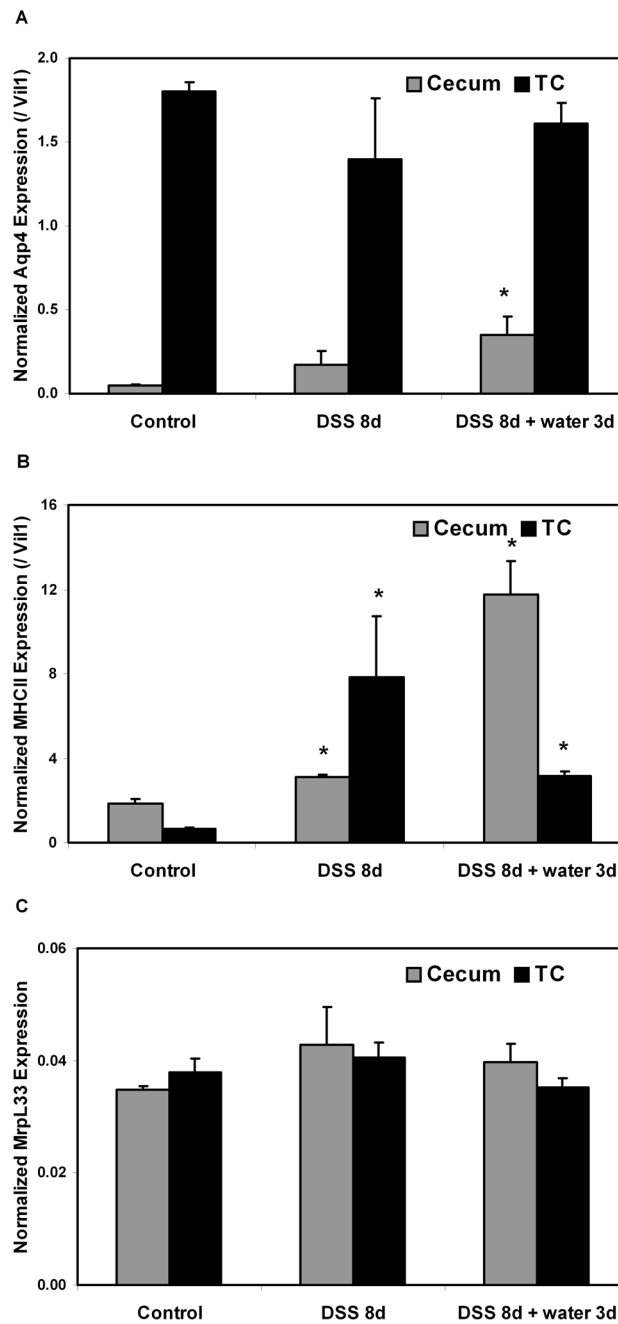 A
Normalized Aqp4 Expression (/ Vil1)
2.0
1.5
1.0
0.5
0.0
Cecum TC
*
Control DSS 8d DSS 8d + water 3d
B
Normalized MHCII Expression (/ Vil1)
16
12
8
4
0
Cecum TC
* * * *
Control DSS 8d DSS 8d + water 3d
C
Normalized MrpL33 Expression
0.06
0.04
0.02
0.00
Cecum TC
Control DSS 8d DSS 8d + water 3d